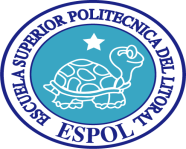 ESCUELA SUPERIOR POLITECNICA DEL LITORAL
ESPOL